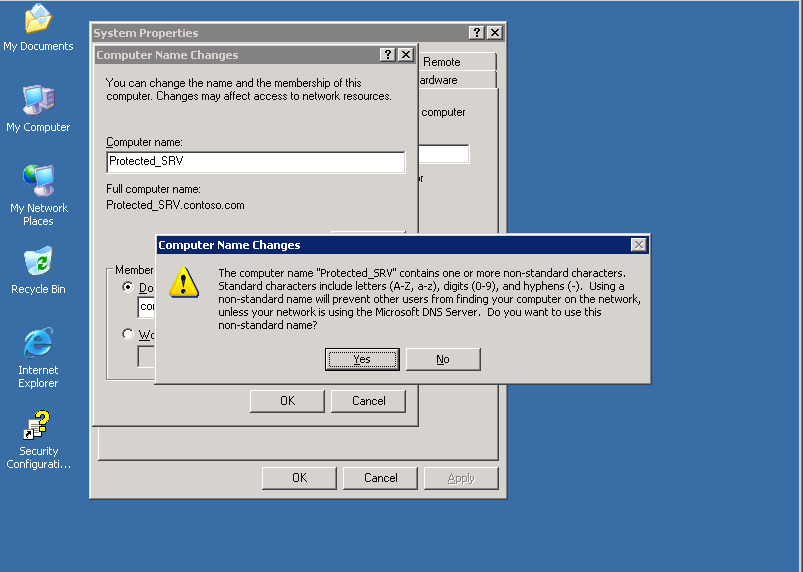 My Documents
My Computer
My Network
Places
Recycle Bin
Internet
Explorer
Security
Configurati...
System Properties
Computer Name Changes
Remote
ardware
You can change the name and the membership of this
computer. Changes may affect access to network resources.
computer
Computer name:
Protected_SRV
Full computer name:
Protected_SRV.contoso.com
Member
Do
co
Wo
Computer Name Changes
The computer name "Protected_SRV" contains one or more non-standard characters.
Standard characters include letters (A-Z, a-z), digits (0-9), and hyphens (-). Using a
non-standard name will prevent other users from finding your computer on the network,
unless your network is using the Microsoft DNS Server. Do you want to use this
non-standard name?
Yes No
OK Cancel
OK Cancel Apply